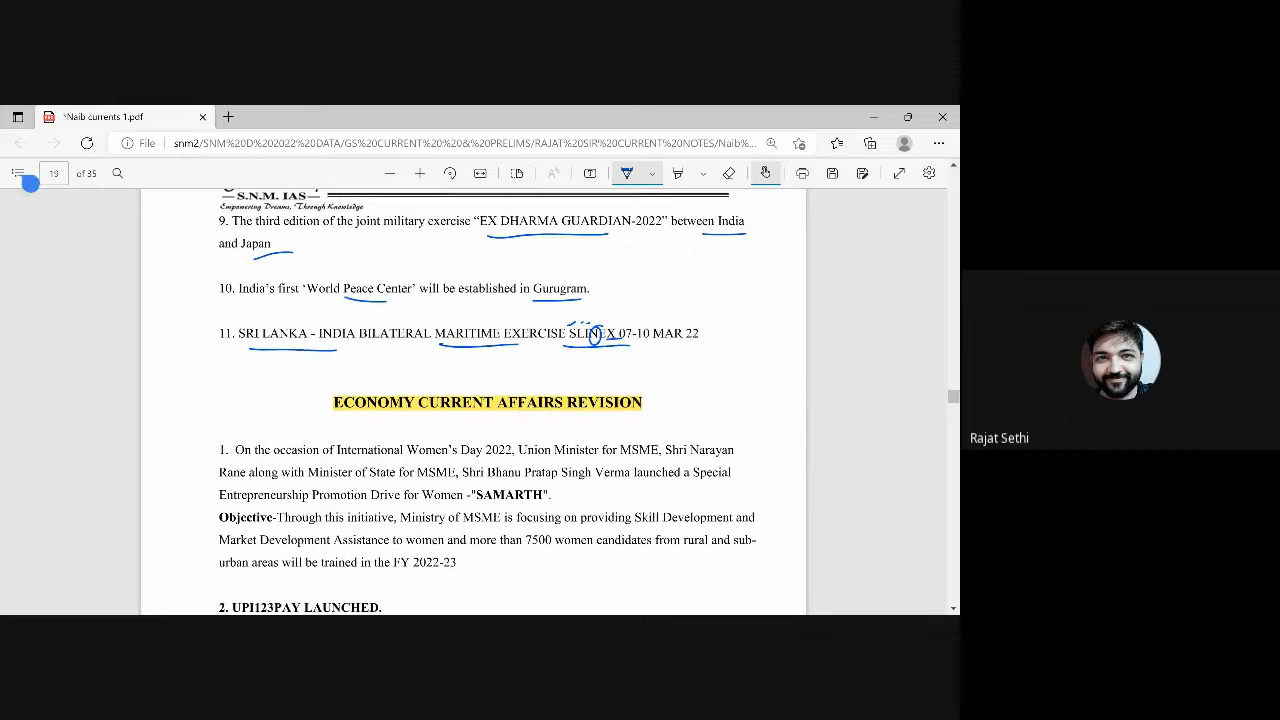 *Naib currents 1.pdf
File
snm2/SNM%20D%202022%20DATA/GS%20CURRENT%20%20&%20PRELIMS/RAJAT%20SIR%20CURRENT%20NOTES/Naib%...
19 of 35
S.N.M. IAS
Empowering Dreams, Through Knowledge
9. The third edition of the joint military exercise “EX DHARMA GUARDIAN-2022” between India
and Japan
10. India’s first ‘World Peace Center’ will be established in Gurugram.
11. SRI LANKA - INDIA BILATERAL MARITIME EXERCISE SLINEX 07-10 MAR 22
ECONOMY CURRENT AFFAIRS REVISION
1. On the occasion of International Women’s Day 2022, Union Minister for MSME, Shri Narayan
Rane along with Minister of State for MSME, Shri Bhanu Pratap Singh Verma launched a Special
Entrepreneurship Promotion Drive for Women -"SAMARTH".
Objective-Through this initiative, Ministry of MSME is focusing on providing Skill Development and
Market Development Assistance to women and more than 7500 women candidates from rural and sub-
urban areas will be trained in the FY 2022-23
2. UPI123PAY LAUNCHED.
Rajat Sethi